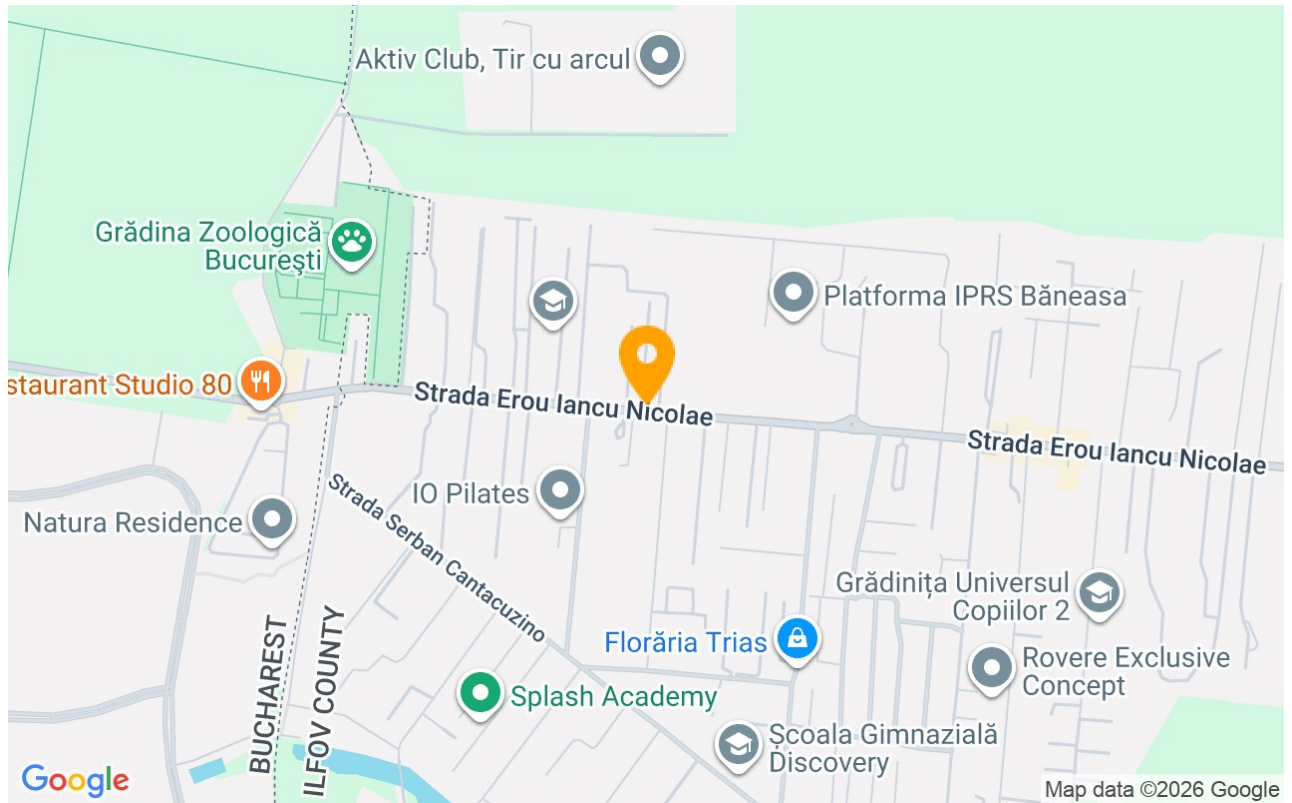 Aktiv Club, Tir cu arcul
Grădina Zoologică
Bucureşti
Platforma IPRS Băneasa
staurant Studio 80
Strada Erou Iancu Nicolae
Strada Erou Iancu Nicolae
IO Pilates
Natura Residence
Strada Serban Cantacuzino
Grădinița Universul
Copiilor 2
BUCHAREST
ILFOV COUNTY
Florăria Trias
Rovere Exclusive
Concept
Splash Academy
Școala Gimnazială
Discovery
Google
Map data ©2026 Google